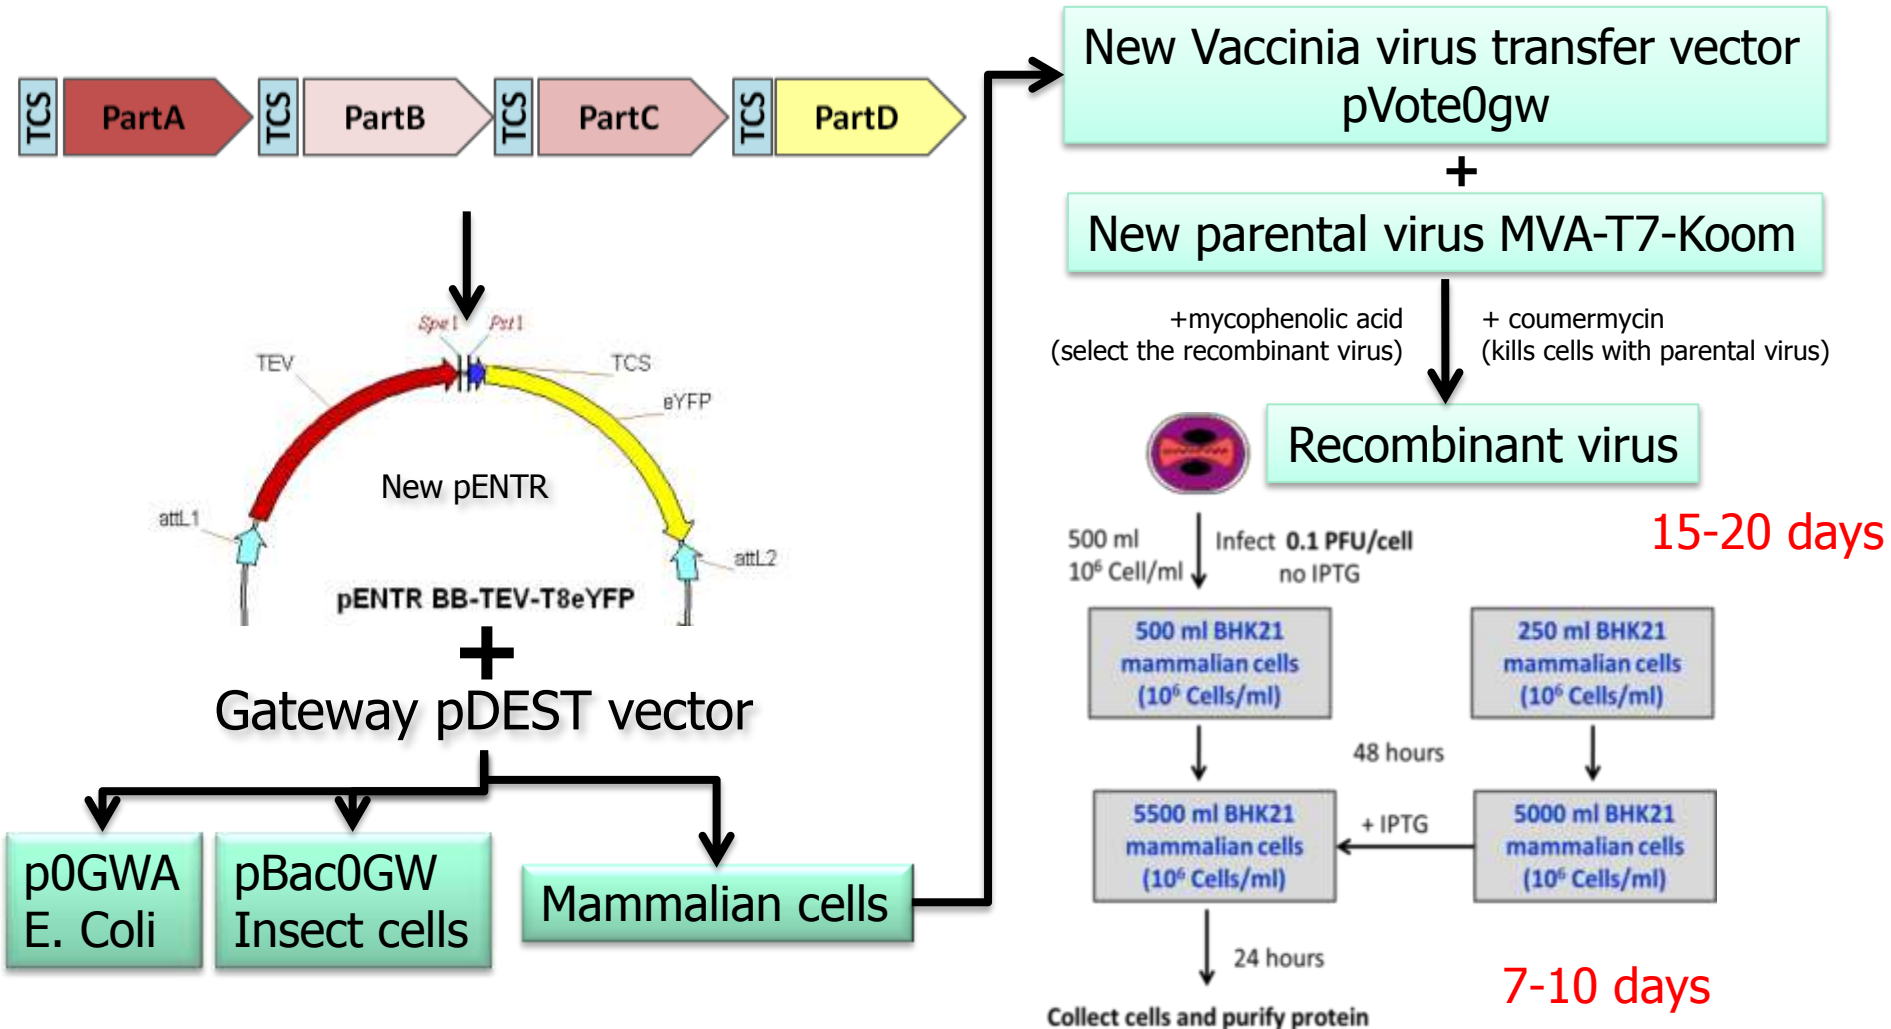 TCS
PartA
TCS
PartB
TCS
PartC
TCS
PartD
Spe1
Pst1
TEV
TCS
eYFP
New pENTR
attL1
attL2
pENTR BB-TEV-T8eYFP
+
Gateway pDEST vector
p0GWA
E. Coli
pBac0GW
Insect cells
Mammalian cells
New Vaccinia virus transfer vector
pVote0gw
+
New parental virus MVA-T7-Koom
+mycophenolic acid
(select the recombinant virus)
+ coumermycin
(kills cells with parental virus)
Recombinant virus
15-20 days
500 ml
10⁶ Cell/ml
Infect 0.1 PFU/cell
no IPTG
500 ml BHK21
mammalian cells
(10⁶ Cells/ml)
250 ml BHK21
mammalian cells
(10⁶ Cells/ml)
48 hours
5500 ml BHK21
mammalian cells
(10⁶ Cells/ml)
+ IPTG
5000 ml BHK21
mammalian cells
(10⁶ Cells/ml)
24 hours
7-10 days
Collect cells and purify protein